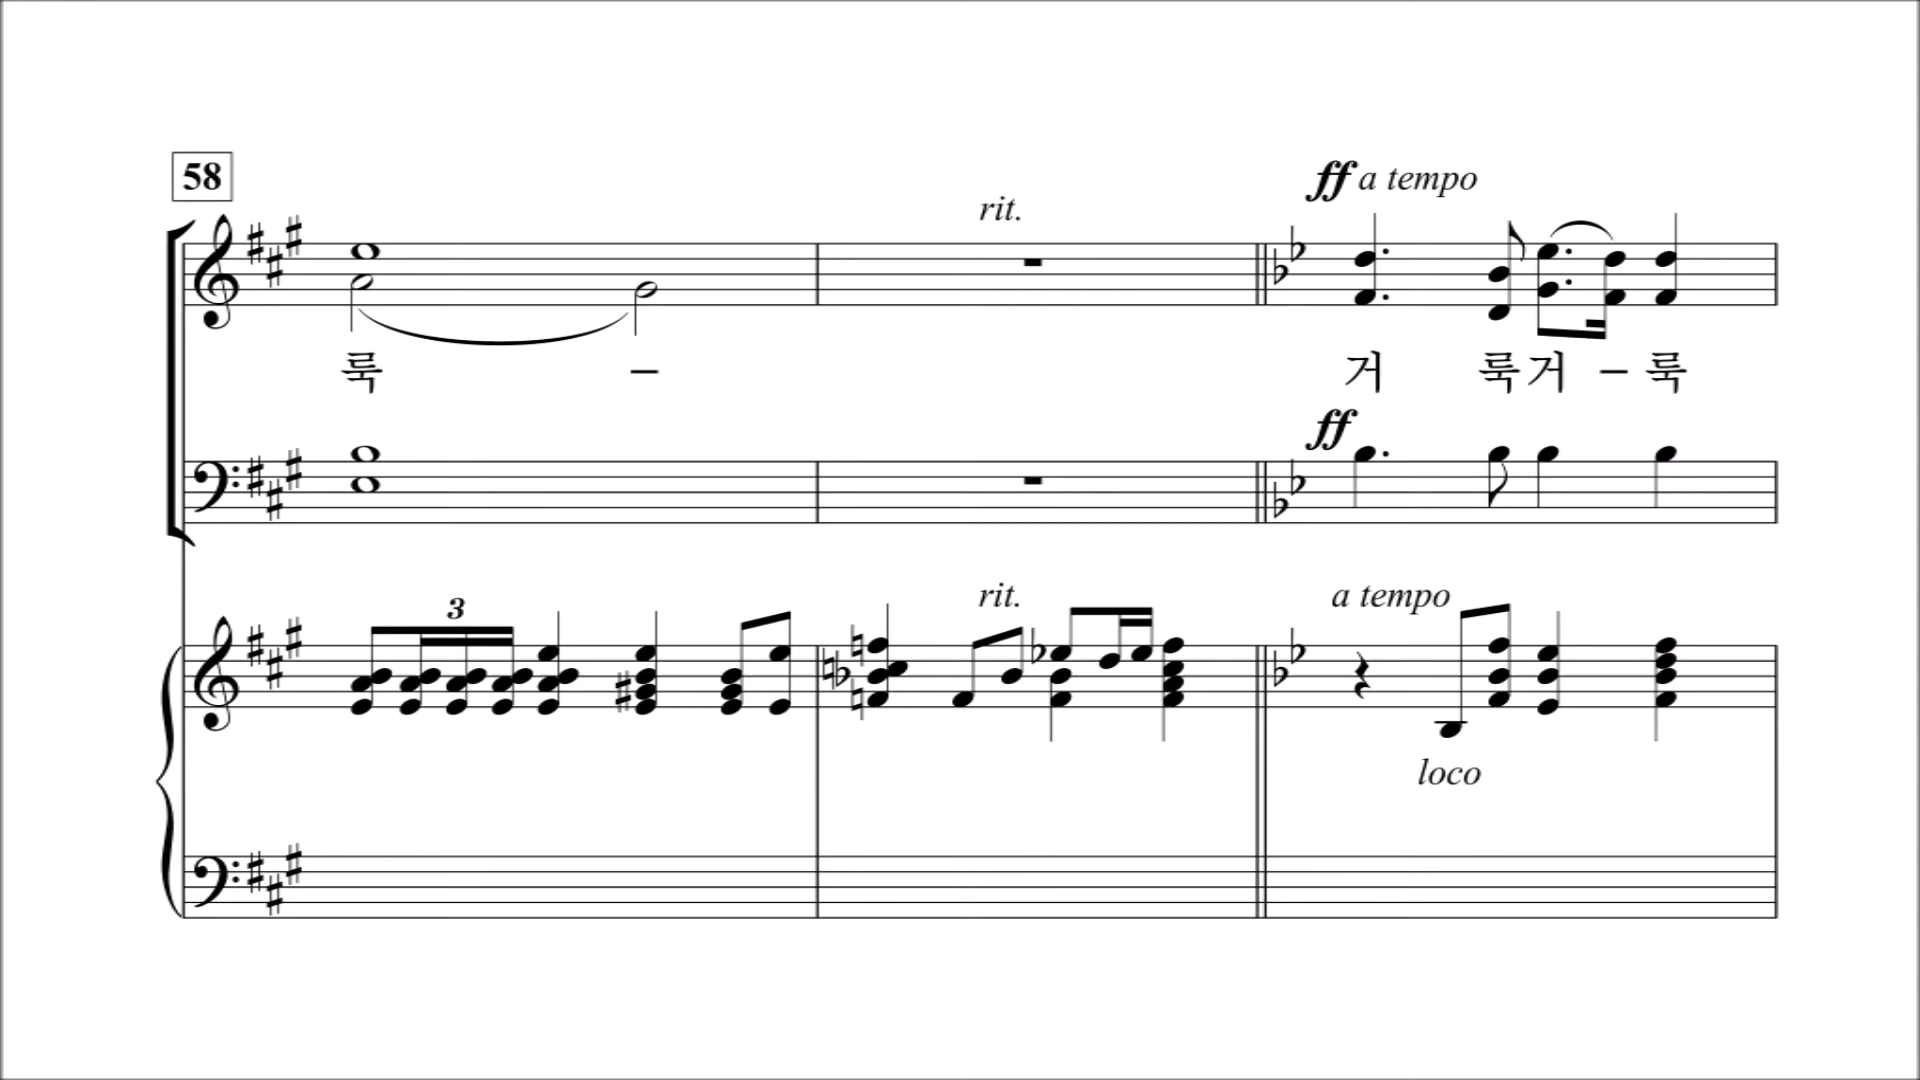 58
ff a tempo
rit.
룩 – 거 룩 거 – 룩
ff
3
rit.
a tempo
loco